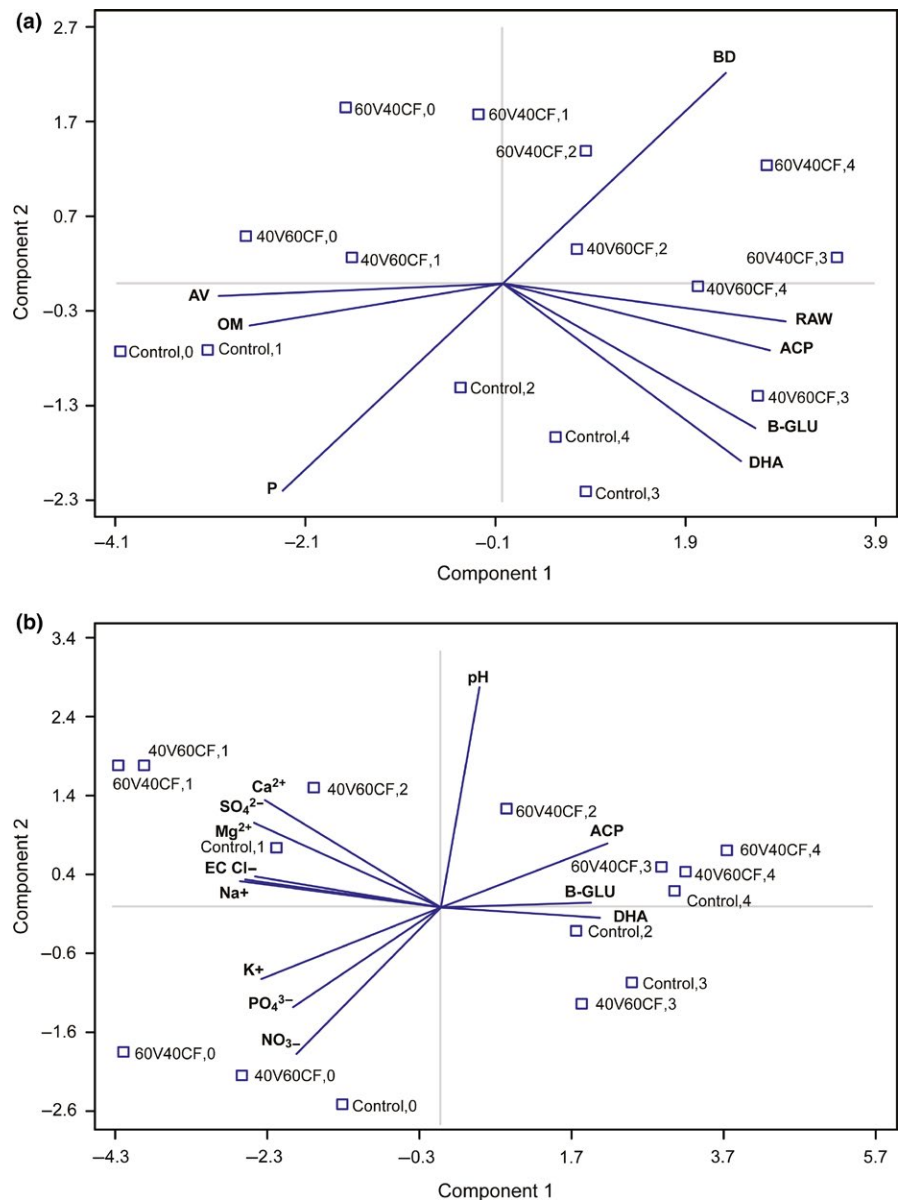 (a)
2.7
BD
60V40CF,0
60V40CF,1
1.7
60V40CF,2
60V40CF,4
0.7
40V60CF,0
40V60CF,2
40V60CF,1
60V40CF,3
Component 2
AV
40V60CF,4
–0.3
OM
RAW
ACP
Control,0
Control,1
Control,2
40V60CF,3
–1.3
B-GLU
Control,4
DHA
P
Control,3
–2.3
–4.1 –2.1 –0.1 1.9 3.9
Component 1
(b)
3.4
pH
2.4
40V60CF,1
60V40CF,1
Ca2+
40V60CF,2
1.4
SO42–
60V40CF,2
Mg2+
ACP
Control,1
60V40CF,4
EC Cl–
60V40CF,3
0.4
40V60CF,4
Na+
B-GLU
Control,4
Component 2
DHA
Control,2
–0.6
K+
Control,3
PO43–
40V60CF,3
NO3–
–1.6
60V40CF,0
40V60CF,0
Control,0
–2.6
–4.3 –2.3 –0.3 1.7 3.7 5.7
Component 1